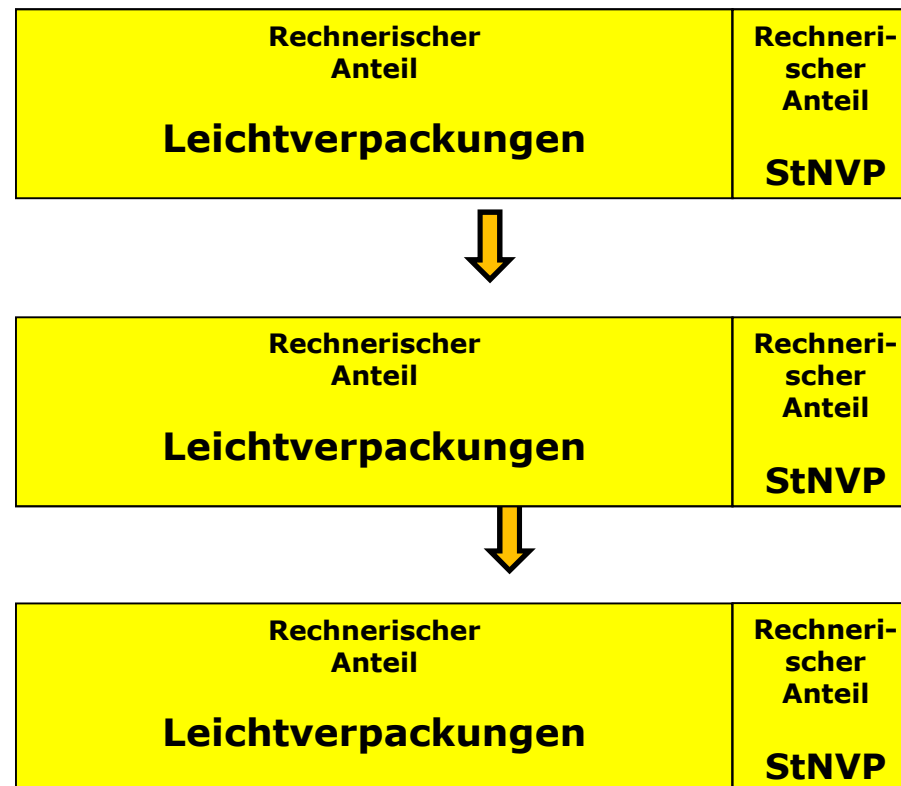 Rechnerischer
Anteil
Leichtverpackungen
Rechneri-
scher
Anteil
StNVP
Rechnerischer
Anteil
Leichtverpackungen
Rechneri-
scher
Anteil
StNVP
Rechnerischer
Anteil
Leichtverpackungen
Rechneri-
scher
Anteil
StNVP